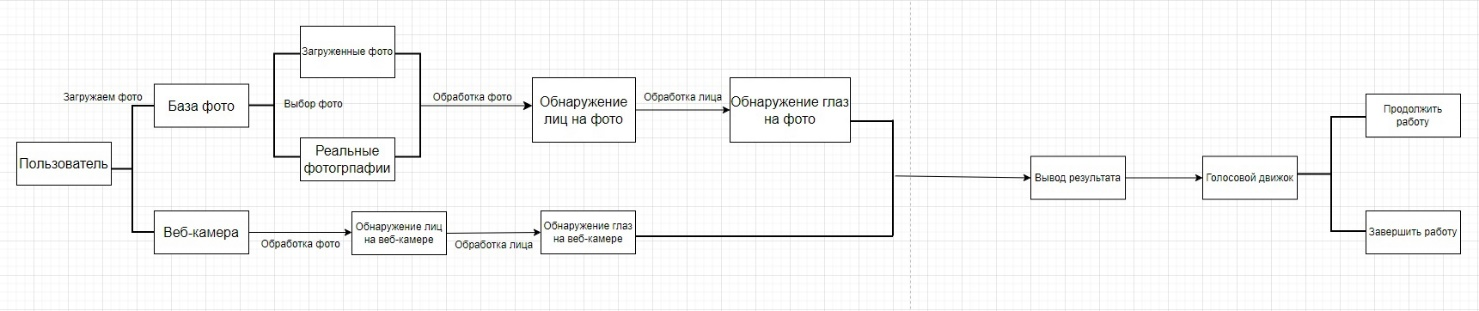 Загруженные фото
Загружаем фото
База фото
Выбор фото
Обработка фото
Обнаружение
лиц на фото
Обработка лица
Обнаружение глаз
на фото
Продолжить
работу
Пользователь
Реальные
фотогрпафии
Вывод результата
Голосовой движок
Веб-камера
Обработка фото
Обнаружение лиц
на веб-камере
Обработка лица
Обнаружение глаз
на веб-камере
Завершить работу